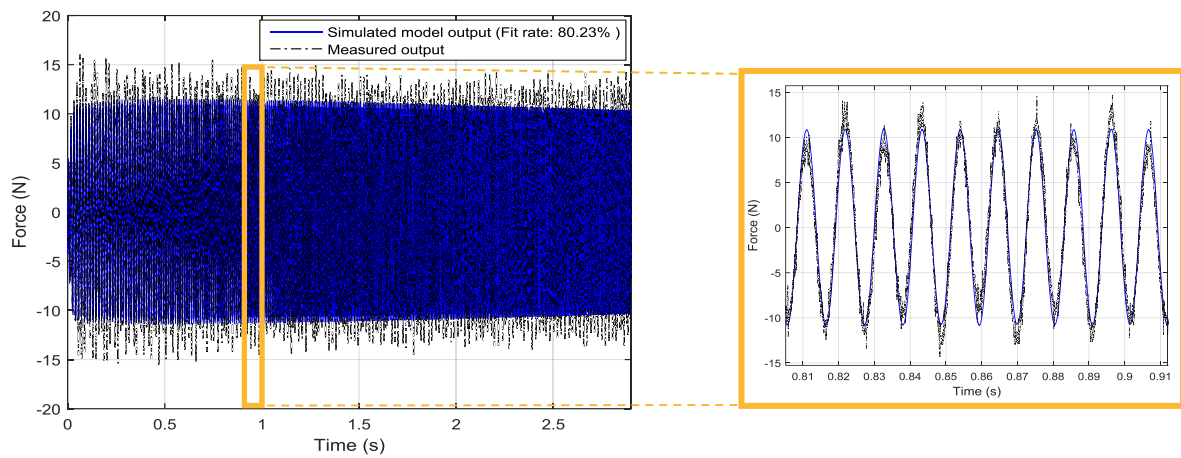 Simulated model output (Fit rate: 80.23% )
Measured output
20
15
10
5
0
-5
-10
-15
-20
Force (N)
0 0.5 1 1.5 2 2.5
Time (s)
15
10
5
0
-5
-10
-15
Force (N)
0.81 0.82 0.83 0.84 0.85 0.86 0.87 0.88 0.89 0.9 0.91
Time (s)